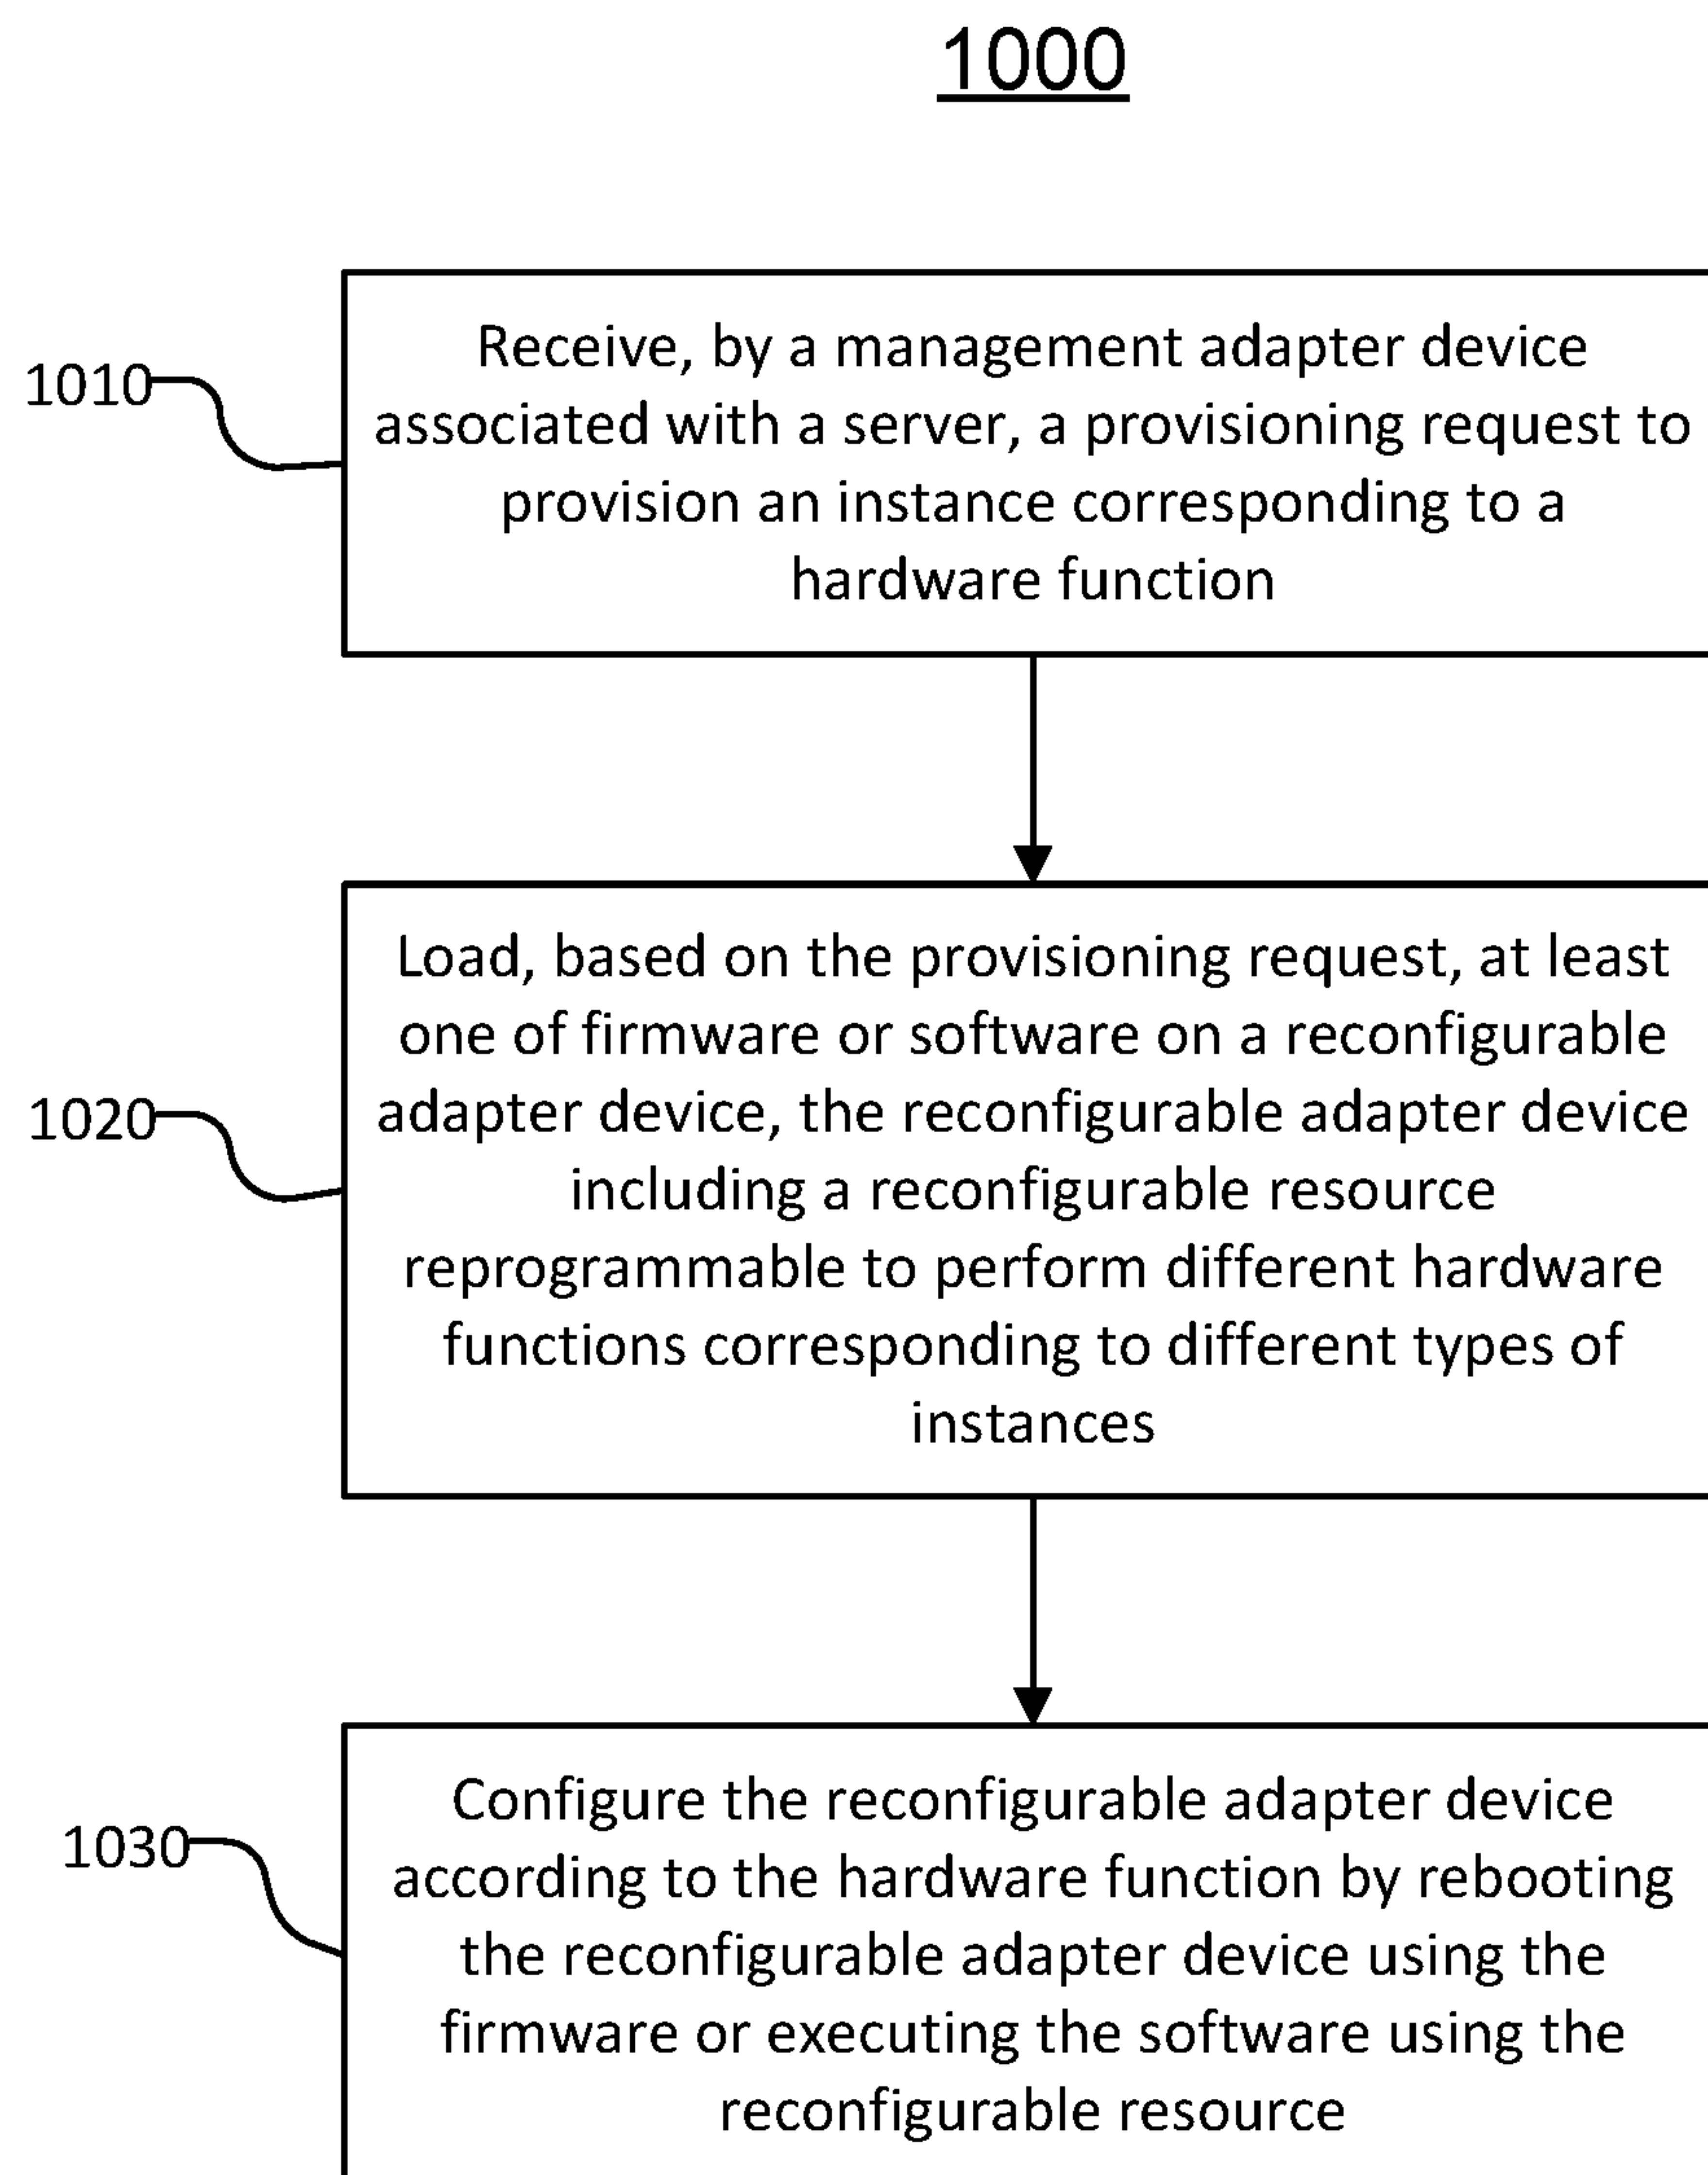 1000
1010
Receive, by a management adapter device
associated with a server, a provisioning request to
provision an instance corresponding to a
hardware function
1020
Load, based on the provisioning request, at least
one of firmware or software on a reconfigurable
adapter device, the reconfigurable adapter device
including a reconfigurable resource
reprogrammable to perform different hardware
functions corresponding to different types of
instances
1030
Configure the reconfigurable adapter device
according to the hardware function by rebooting
the reconfigurable adapter device using the
firmware or executing the software using the
reconfigurable resource